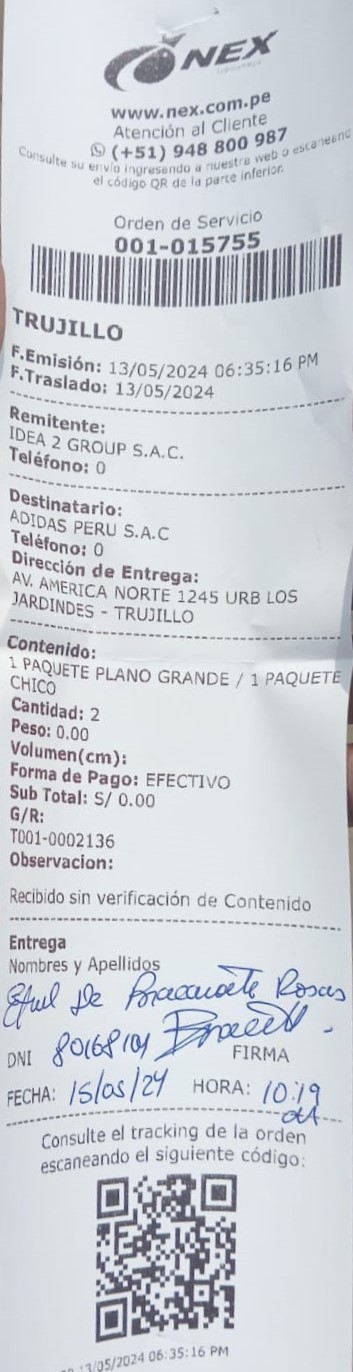 NEX
www.nex.com.pe
Atención al Cliente
(+51) 948 800 987
Consulte su envío ingresando a nuestra web o escaneando
el código QR de la parte inferior.
Orden de Servicio
001-015755
TRUJILLO
F.Emisión: 13/05/2024 06:35:16 PM
F.Traslado: 13/05/2024
Remitente:
IDEA 2 GROUP S.A.C.
Teléfono: 0
Destinatario:
ADIDAS PERU S.A.C
Teléfono: 0
Dirección de Entrega:
AV. AMERICA NORTE 1245 URB LOS
JARDINDES - TRUJILLO
Contenido:
1 PAQUETE PLANO GRANDE / 1 PAQUETE
CHICO
Cantidad: 2
Peso: 0.00
Volumen(cm):
Forma de Pago: EFECTIVO
Sub Total: S/ 0.00
G/R:
T001-0002136
Observacion:
Recibido sin verificación de Contenido
Entrega
Nombres y Apellidos
De Rosas
DNI FIRMA
FECHA: 15/05/24 HORA: 10:19
Consulte el tracking de la orden
escaneando el siguiente código:
13/05/2024 06:35:16 PM